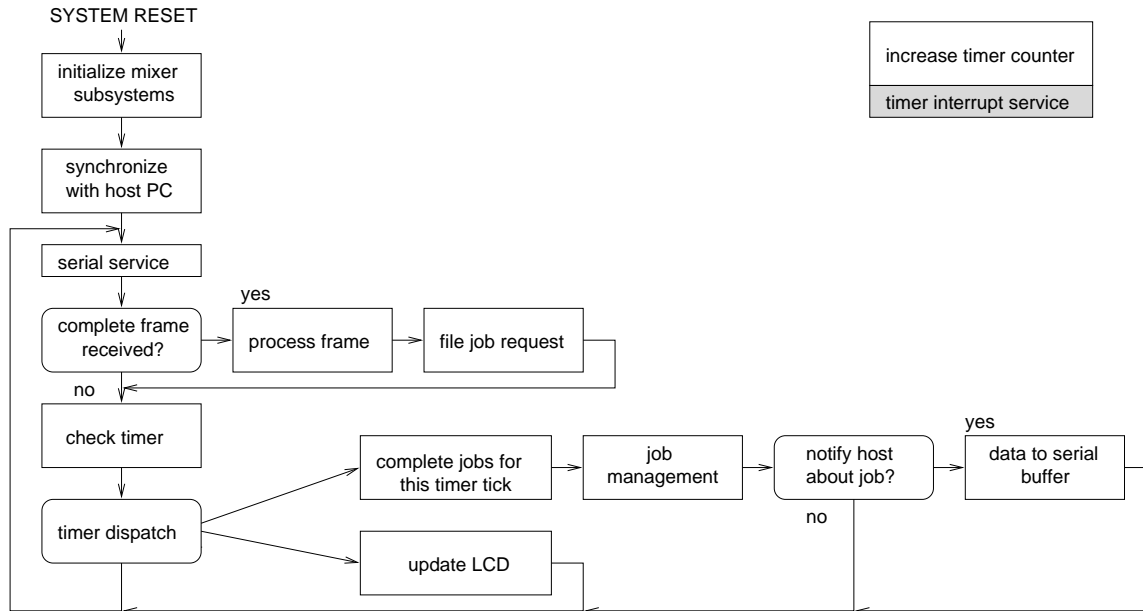 SYSTEM RESET
initialize mixer
subsystems
increase timer counter
timer interrupt service
synchronize
with host PC
serial service
yes
complete frame
received?
process frame
file job request
no
check timer
yes
complete jobs for
this timer tick
job
management
notify host
about job?
data to serial
buffer
no
timer dispatch
update LCD